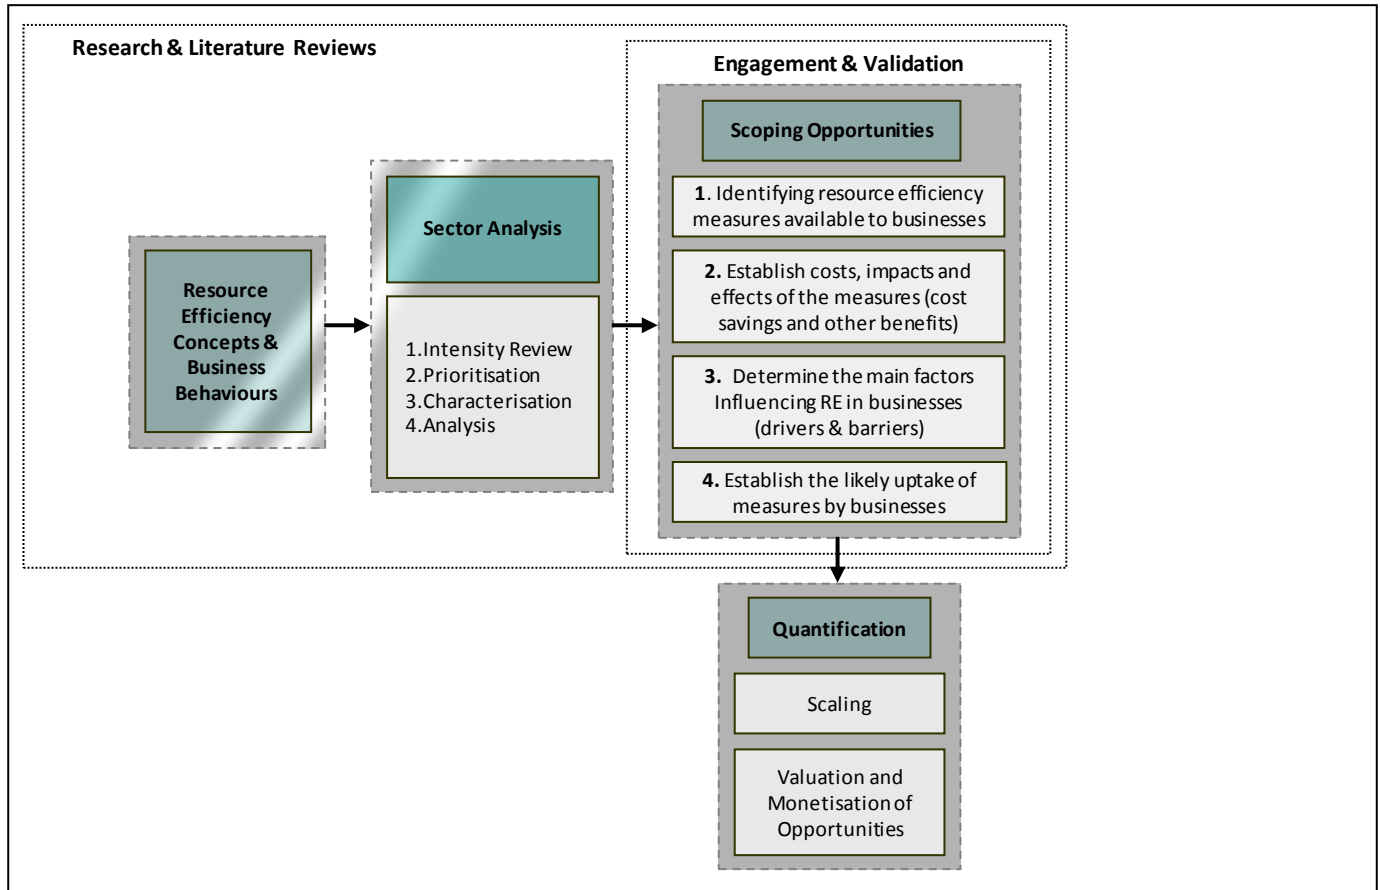 Research & Literature Reviews
Engagement & Validation
Scoping Opportunities
1. Identifying resource efficiency
measures available to businesses
2. Establish costs, impacts and
effects of the measures (cost
savings and other benefits)
3. Determine the main factors
Influencing RE in businesses
(drivers & barriers)
4. Establish the likely uptake of
measures by businesses
Sector Analysis
1.Intensity Review
2.Prioritisation
3.Characterisation
4.Analysis
Resource
Efficiency
Concepts &
Business
Behaviours
Quantification
Scaling
Valuation and
Monetisation of
Opportunities